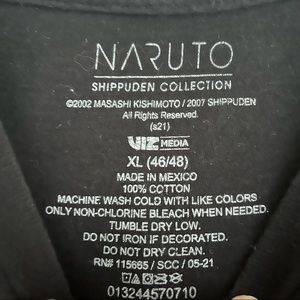 NARUTO
SHIPPUDEN COLLECTION
©2002 MASASHI KISHIMOTO / 2007 SHIPPUDEN
All Rights Reserved.
(s21)
VIZ MEDIA
XL (46/48)
MADE IN MEXICO
100% COTTON
MACHINE WASH COLD WITH LIKE COLORS
ONLY NON-CHLORINE BLEACH WHEN NEEDED.
TUMBLE DRY LOW.
DO NOT IRON IF DECORATED.
DO NOT DRY CLEAN.
RN# 115665 / SCC / 05-21
013244570710